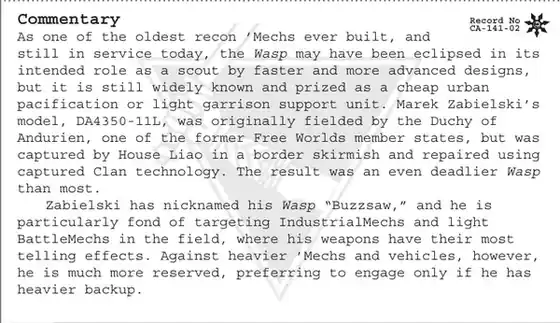 Commentary
Record No
CA-141-02
As one of the oldest recon ’Mechs ever built, and
still in service today, the Wasp may have been eclipsed in its
intended role as a scout by faster and more advanced designs,
but it is still widely known and prized as a cheap urban
pacification or light garrison support unit. Marek Zabielski’s
model, DA4350-11L, was originally fielded by the Duchy of
Andurien, one of the former Free Worlds member states, but was
captured by House Liao in a border skirmish and repaired using
captured Clan technology. The result was an even deadlier Wasp
than most.
Zabielski has nicknamed his Wasp “Buzzsaw,” and he is
particularly fond of targeting IndustrialMechs and light
BattleMechs in the field, where his weapons have their most
telling effects. Against heavier ’Mechs and vehicles, however,
he is much more reserved, preferring to engage only if he has
heavier backup.